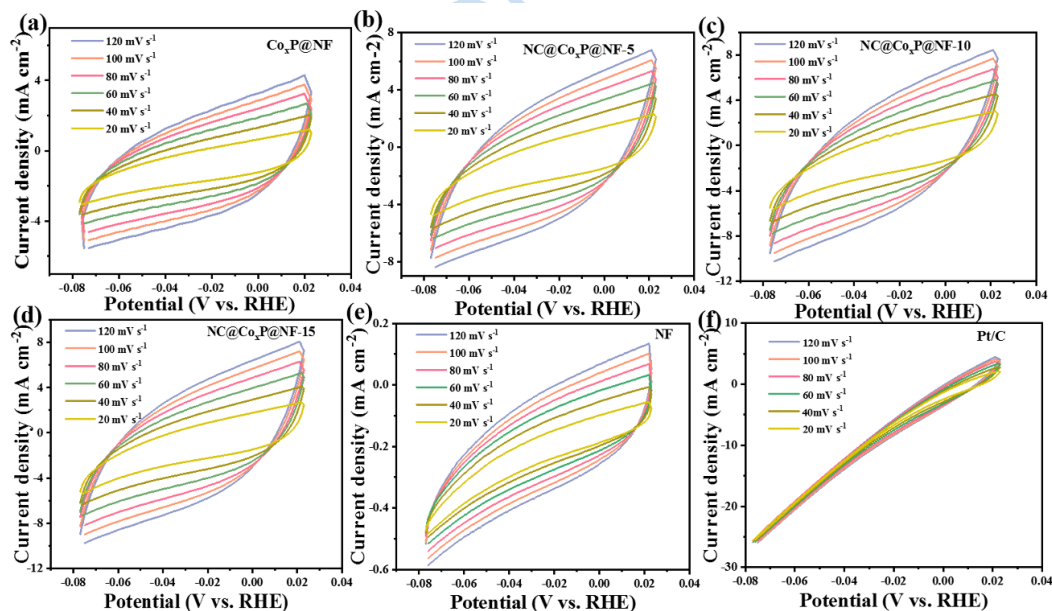 (a)
Co_xP@NF
120 mV s⁻¹
100 mV s⁻¹
80 mV s⁻¹
60 mV s⁻¹
40 mV s⁻¹
20 mV s⁻¹
4
0
-4
Current density (mA cm⁻²)
-0.08 -0.06 -0.04 -0.02 0.00 0.02 0.04
Potential (V vs. RHE)
(b)
NC@Co_xP@NF-5
120 mV s⁻¹
100 mV s⁻¹
80 mV s⁻¹
60 mV s⁻¹
40 mV s⁻¹
20 mV s⁻¹
8
4
0
-4
-8
Current density (mA cm-2)
-0.08 -0.06 -0.04 -0.02 0.00 0.02 0.04
Potential (V vs. RHE)
(c)
NC@Co_xP@NF-10
120 mV s⁻¹
100 mV s⁻¹
80 mV s⁻¹
60 mV s⁻¹
40 mV s⁻¹
20 mV s⁻¹
8
4
0
-4
-8
-12
Current density (mA cm⁻²)
-0.08 -0.06 -0.04 -0.02 0.00 0.02 0.04
Potential (V vs. RHE)
(d)
NC@Co_xP@NF-15
120 mV s⁻¹
100 mV s⁻¹
80 mV s⁻¹
60 mV s⁻¹
40 mV s⁻¹
20 mV s⁻¹
12
8
4
0
-4
-8
-12
Current density (mA cm⁻²)
-0.08 -0.06 -0.04 -0.02 0.00 0.02 0.04
Potential (V vs. RHE)
(e)
NF
120 mV s⁻¹
100 mV s⁻¹
80 mV s⁻¹
60 mV s⁻¹
40 mV s⁻¹
20 mV s⁻¹
0.2
0.0
-0.2
-0.4
-0.6
Current density (mA cm⁻²)
-0.08 -0.06 -0.04 -0.02 0.00 0.02 0.04
Potential (V vs. RHE)
(f)
Pt/C
120 mV s⁻¹
100 mV s⁻¹
80 mV s⁻¹
60 mV s⁻¹
40mV s⁻¹
20 mV s⁻¹
10
0
-10
-20
-30
Current density (mA cm⁻²)
-0.08 -0.06 -0.04 -0.02 0.00 0.02 0.04
Potential (V vs. RHE)